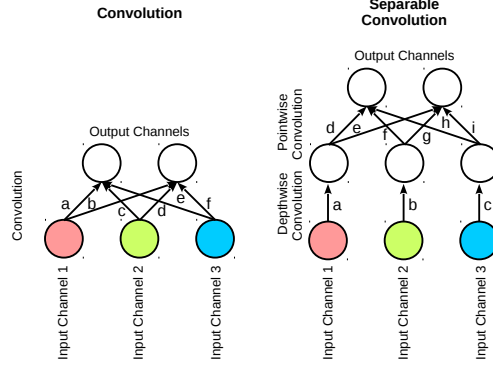 Convolution
Output Channels
Convolution
a
b
c
d
e
f
Input Channel 1
Input Channel 2
Input Channel 3
Separable
Convolution
Output Channels
Pointwise
Convolution
d
e
f
g
h
i
Depthwise
Convolution
a
b
c
Input Channel 1
Input Channel 2
Input Channel 3